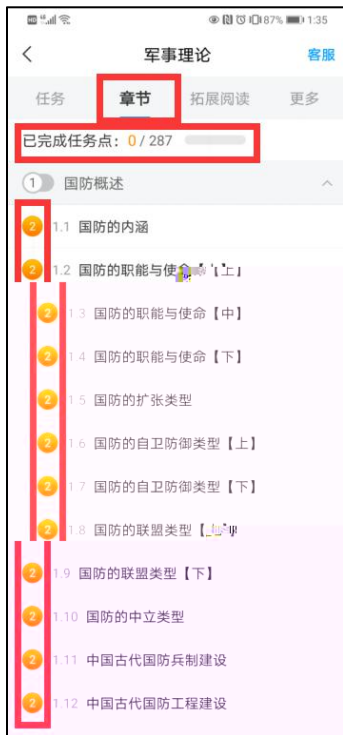 87% 1:35
军事理论 客服
任务 章节 拓展阅读 更多
已完成任务点：0 / 287
1 国防概述
2 1.1 国防的内涵
2 1.2 国防的职能与使命【上】
2 1.3 国防的职能与使命【中】
2 1.4 国防的职能与使命【下】
2 1.5 国防的扩张类型
2 1.6 国防的自卫防御类型【上】
2 1.7 国防的自卫防御类型【下】
2 1.8 国防的联盟类型【
2 1.9 国防的联盟类型【下】
2 1.10 国防的中立类型
2 1.11 中国古代国防兵制建设
2 1.12 中国古代国防工程建设